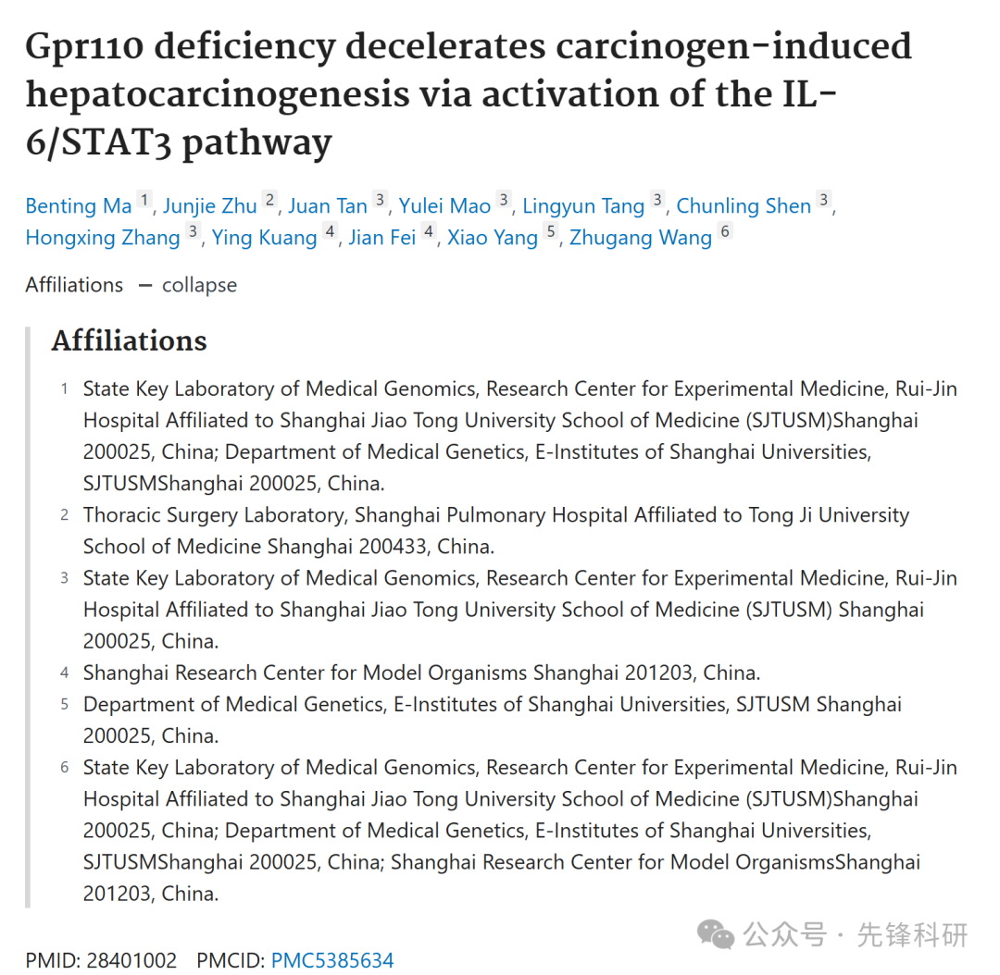 Gpr110 deficiency decelerates carcinogen-induced
hepatocarcinogenesis via activation of the IL-
6/STAT3 pathway
Benting Ma 1, Junjie Zhu 2, Juan Tan 3, Yulei Mao 3, Lingyun Tang 3, Chunling Shen 3,
Hongxing Zhang 3, Ying Kuang 4, Jian Fei 4, Xiao Yang 5, Zhugang Wang 6
Affiliations — collapse
Affiliations
1 State Key Laboratory of Medical Genomics, Research Center for Experimental Medicine, Rui-Jin
Hospital Affiliated to Shanghai Jiao Tong University School of Medicine (SJTUSM)Shanghai
200025, China; Department of Medical Genetics, E-Institutes of Shanghai Universities,
SJTUSMShanghai 200025, China.
2 Thoracic Surgery Laboratory, Shanghai Pulmonary Hospital Affiliated to Tong Ji University
School of Medicine Shanghai 200433, China.
3 State Key Laboratory of Medical Genomics, Research Center for Experimental Medicine, Rui-Jin
Hospital Affiliated to Shanghai Jiao Tong University School of Medicine (SJTUSM) Shanghai
200025, China.
4 Shanghai Research Center for Model Organisms Shanghai 201203, China.
5 Department of Medical Genetics, E-Institutes of Shanghai Universities, SJTUSM Shanghai
200025, China.
6 State Key Laboratory of Medical Genomics, Research Center for Experimental Medicine, Rui-Jin
Hospital Affiliated to Shanghai Jiao Tong University School of Medicine (SJTUSM)Shanghai
200025, China; Department of Medical Genetics, E-Institutes of Shanghai Universities,
SJTUSMShanghai 200025, China; Shanghai Research Center for Model OrganismsShanghai
201203, China.
公众号 · 先锋科研
PMID: 28401002 PMCID: PMC5385634